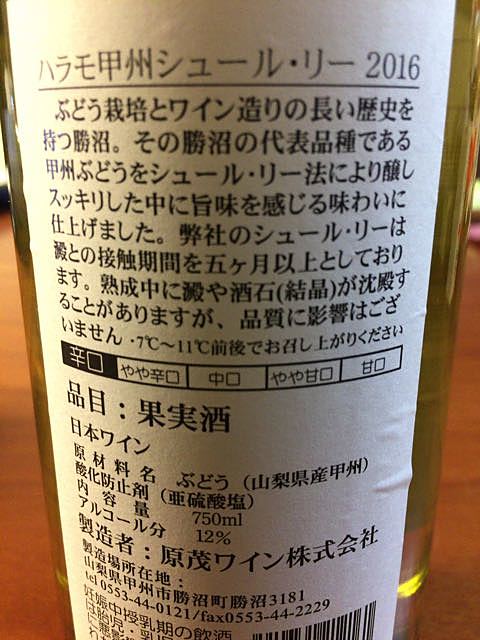 ハラモ甲州シュール・リー 2016
ぶどう栽培とワイン造りの長い歴史を
持つ勝沼。その勝沼の代表品種である
甲州ぶどうをシュール・リー法により醸し
スッキリした中に旨味を感じる味わいに
仕上げました。弊社のシュール・リーは
澱との接触期間を五ヶ月以上としており
ます。熟成中に澱や酒石(結晶)が沈殿す
ることがありますが、品質に影響はござ
いません・7℃〜11℃前後でお召し上がりください
辛口 やや辛口 中口 やや甘口 甘口
品目：果実酒
日本ワイン
原材料名 ぶどう（山梨県産甲州）
酸化防止剤（亜硫酸塩）
内容量 750ml
アルコール分 12%
製造者：原茂ワイン株式会社
製造場所在地：
山梨県甲州市勝沼町勝沼3181
tel 0553-44-0121/fax0553-44-2229
妊娠中授乳期の飲酒
は胎児・乳